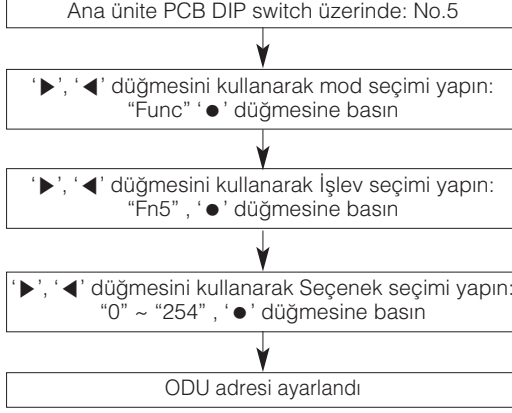 Ana ünite PCB DIP switch üzerinde: No.5
‘▶’, ‘◀’ düğmesini kullanarak mod seçimi yapın:
“Func” ‘●’ düğmesine basın
‘▶’, ‘◀’ düğmesini kullanarak İşlev seçimi yapın:
“Fn5” , ‘●’ düğmesine basın
‘▶’, ‘◀’ düğmesini kullanarak Seçenek seçimi yapın:
“0” ~ “254” , ‘●’ düğmesine basın
ODU adresi ayarlandı